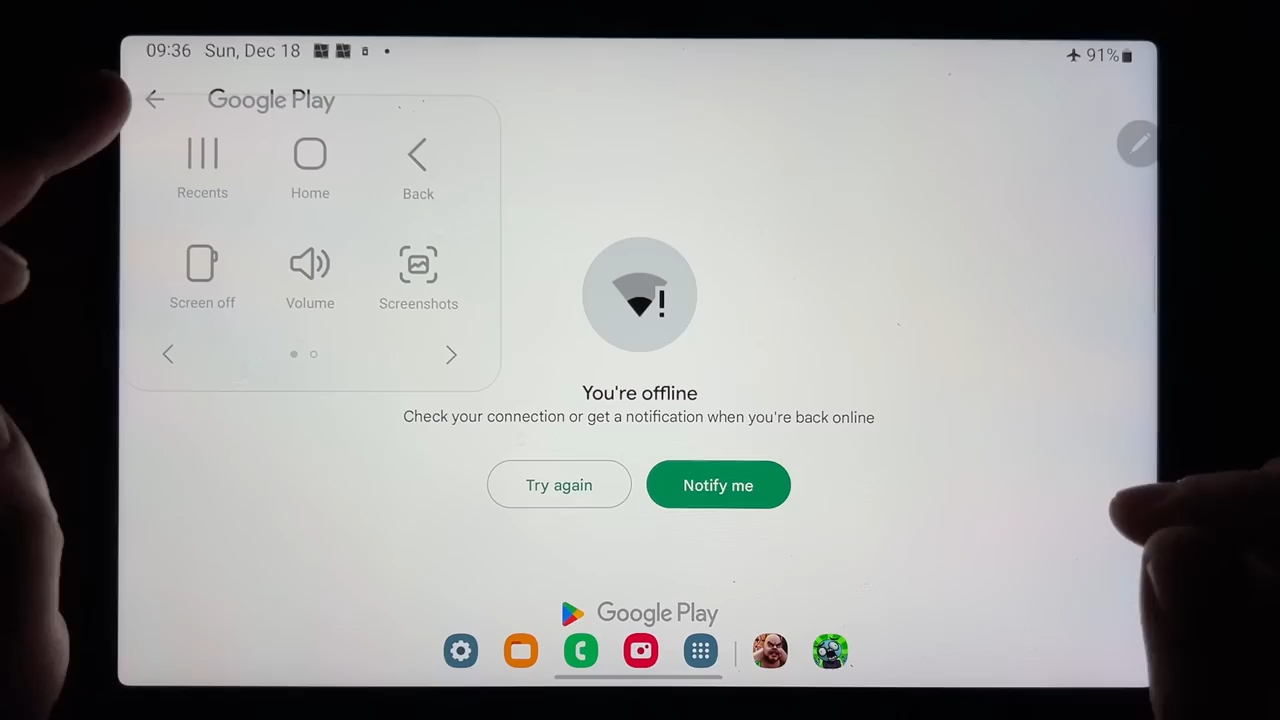 09:36 Sun, Dec 18
91%
Google Play
Recents Home Back
Screen off Volume Screenshots
You're offline
Check your connection or get a notification when you're back online
Try again Notify me
Google Play